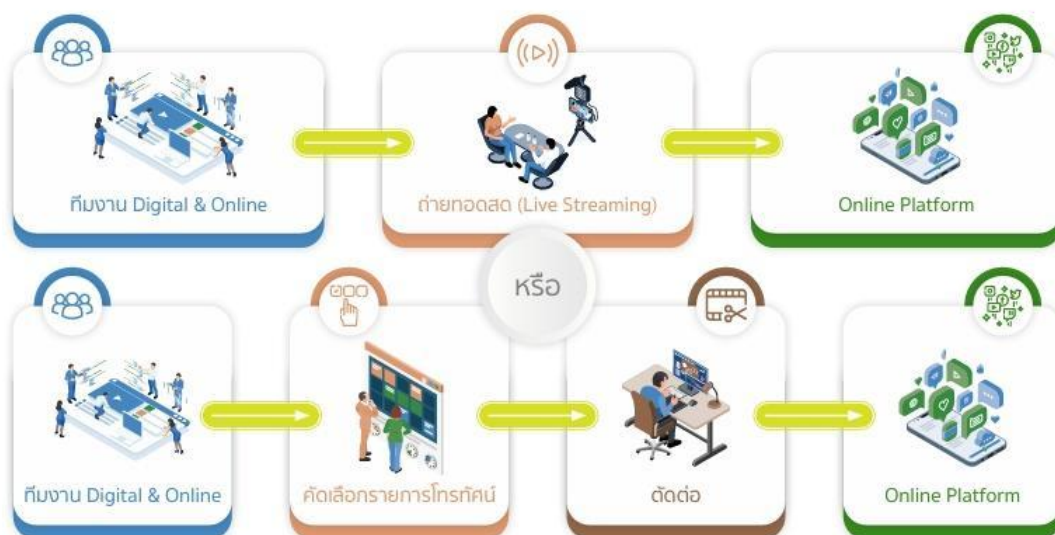 ทีมงาน Digital & Online
ถ่ายทอดสด (Live Streaming)
Online Platform
หรือ
ทีมงาน Digital & Online
คัดเลือกรายการโทรทัศน์
ตัดต่อ
Online Platform